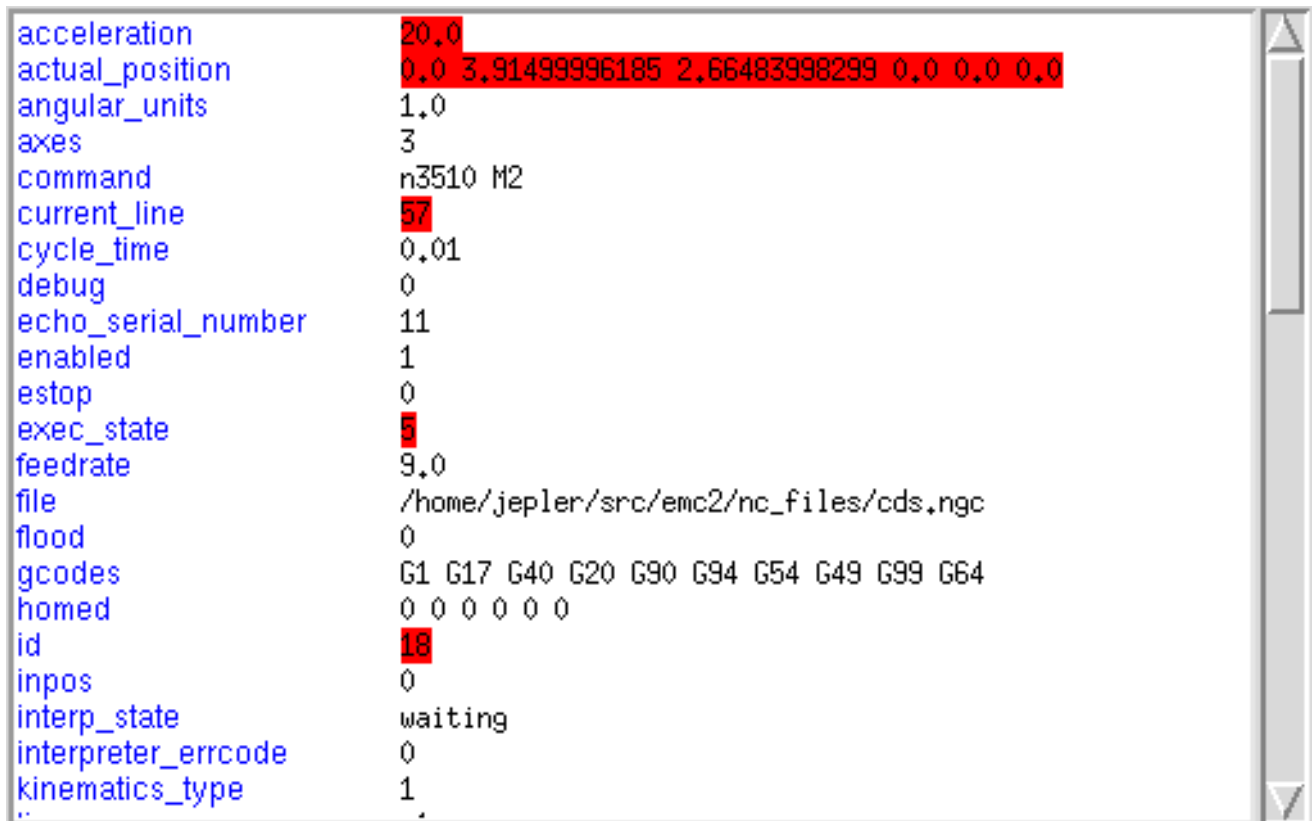 acceleration 20.0
actual_position 0.0 3.91499996185 2.66483998299 0.0 0.0 0.0
angular_units 1.0
axes 3
command n3510 M2
current_line 57
cycle_time 0.01
debug 0
echo_serial_number 11
enabled 1
estop 0
exec_state 5
feedrate 9.0
file /home/jepler/src/emc2/nc_files/cds.ngc
flood 0
gcodes G1 G17 G40 G20 G90 G94 G54 G49 G99 G64
homed 0 0 0 0 0 0
id 18
inpos 0
interp_state waiting
interpreter_errcode 0
kinematics_type 1